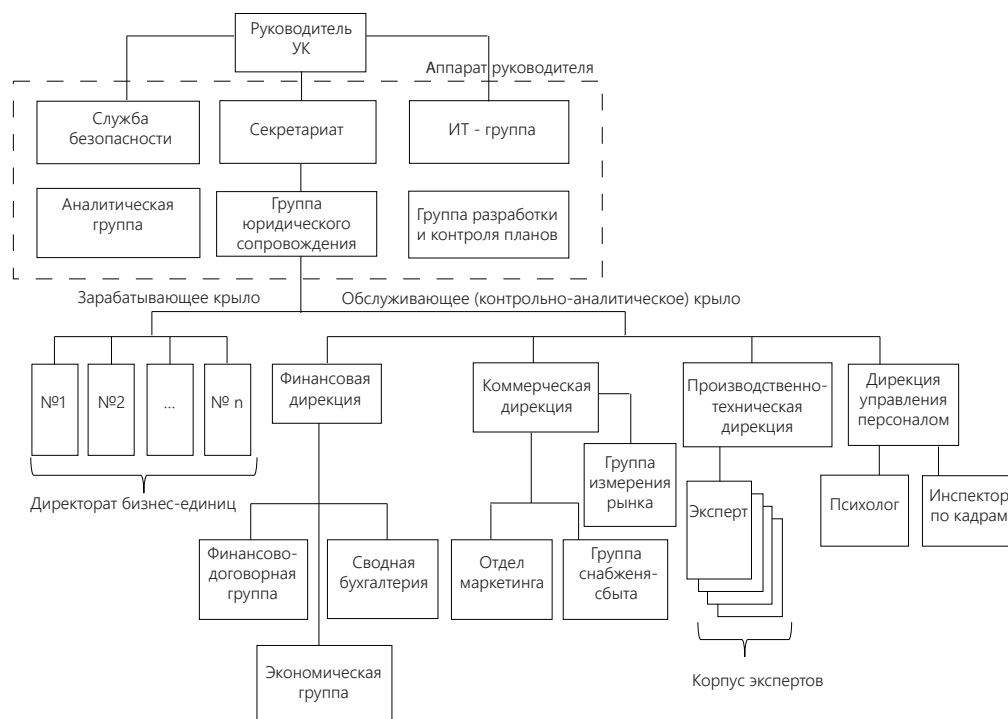 Руководитель
УК
Аппарат руководителя
Служба
безопасности
Секретариат
ИТ - группа
Аналитическая
группа
Группа
юридического
сопровождения
Группа разработки
и контроля планов
Зарабатывающее крыло
Обслуживающее (контрольно-аналитическое) крыло
№1
№2
...
№ n
Директорат бизнес-единиц
Финансовая
дирекция
Коммерческая
дирекция
Производственно-
техническая
дирекция
Дирекция
управления
персоналом
Группа
измерения
рынка
Эксперт
Психолог
Инспектор
по кадрам
Финансово-
договорная
группа
Сводная
бухгалтерия
Отдел
маркетинга
Группа
снабженя-
сбыта
Экономическая
группа
Корпус экспертов